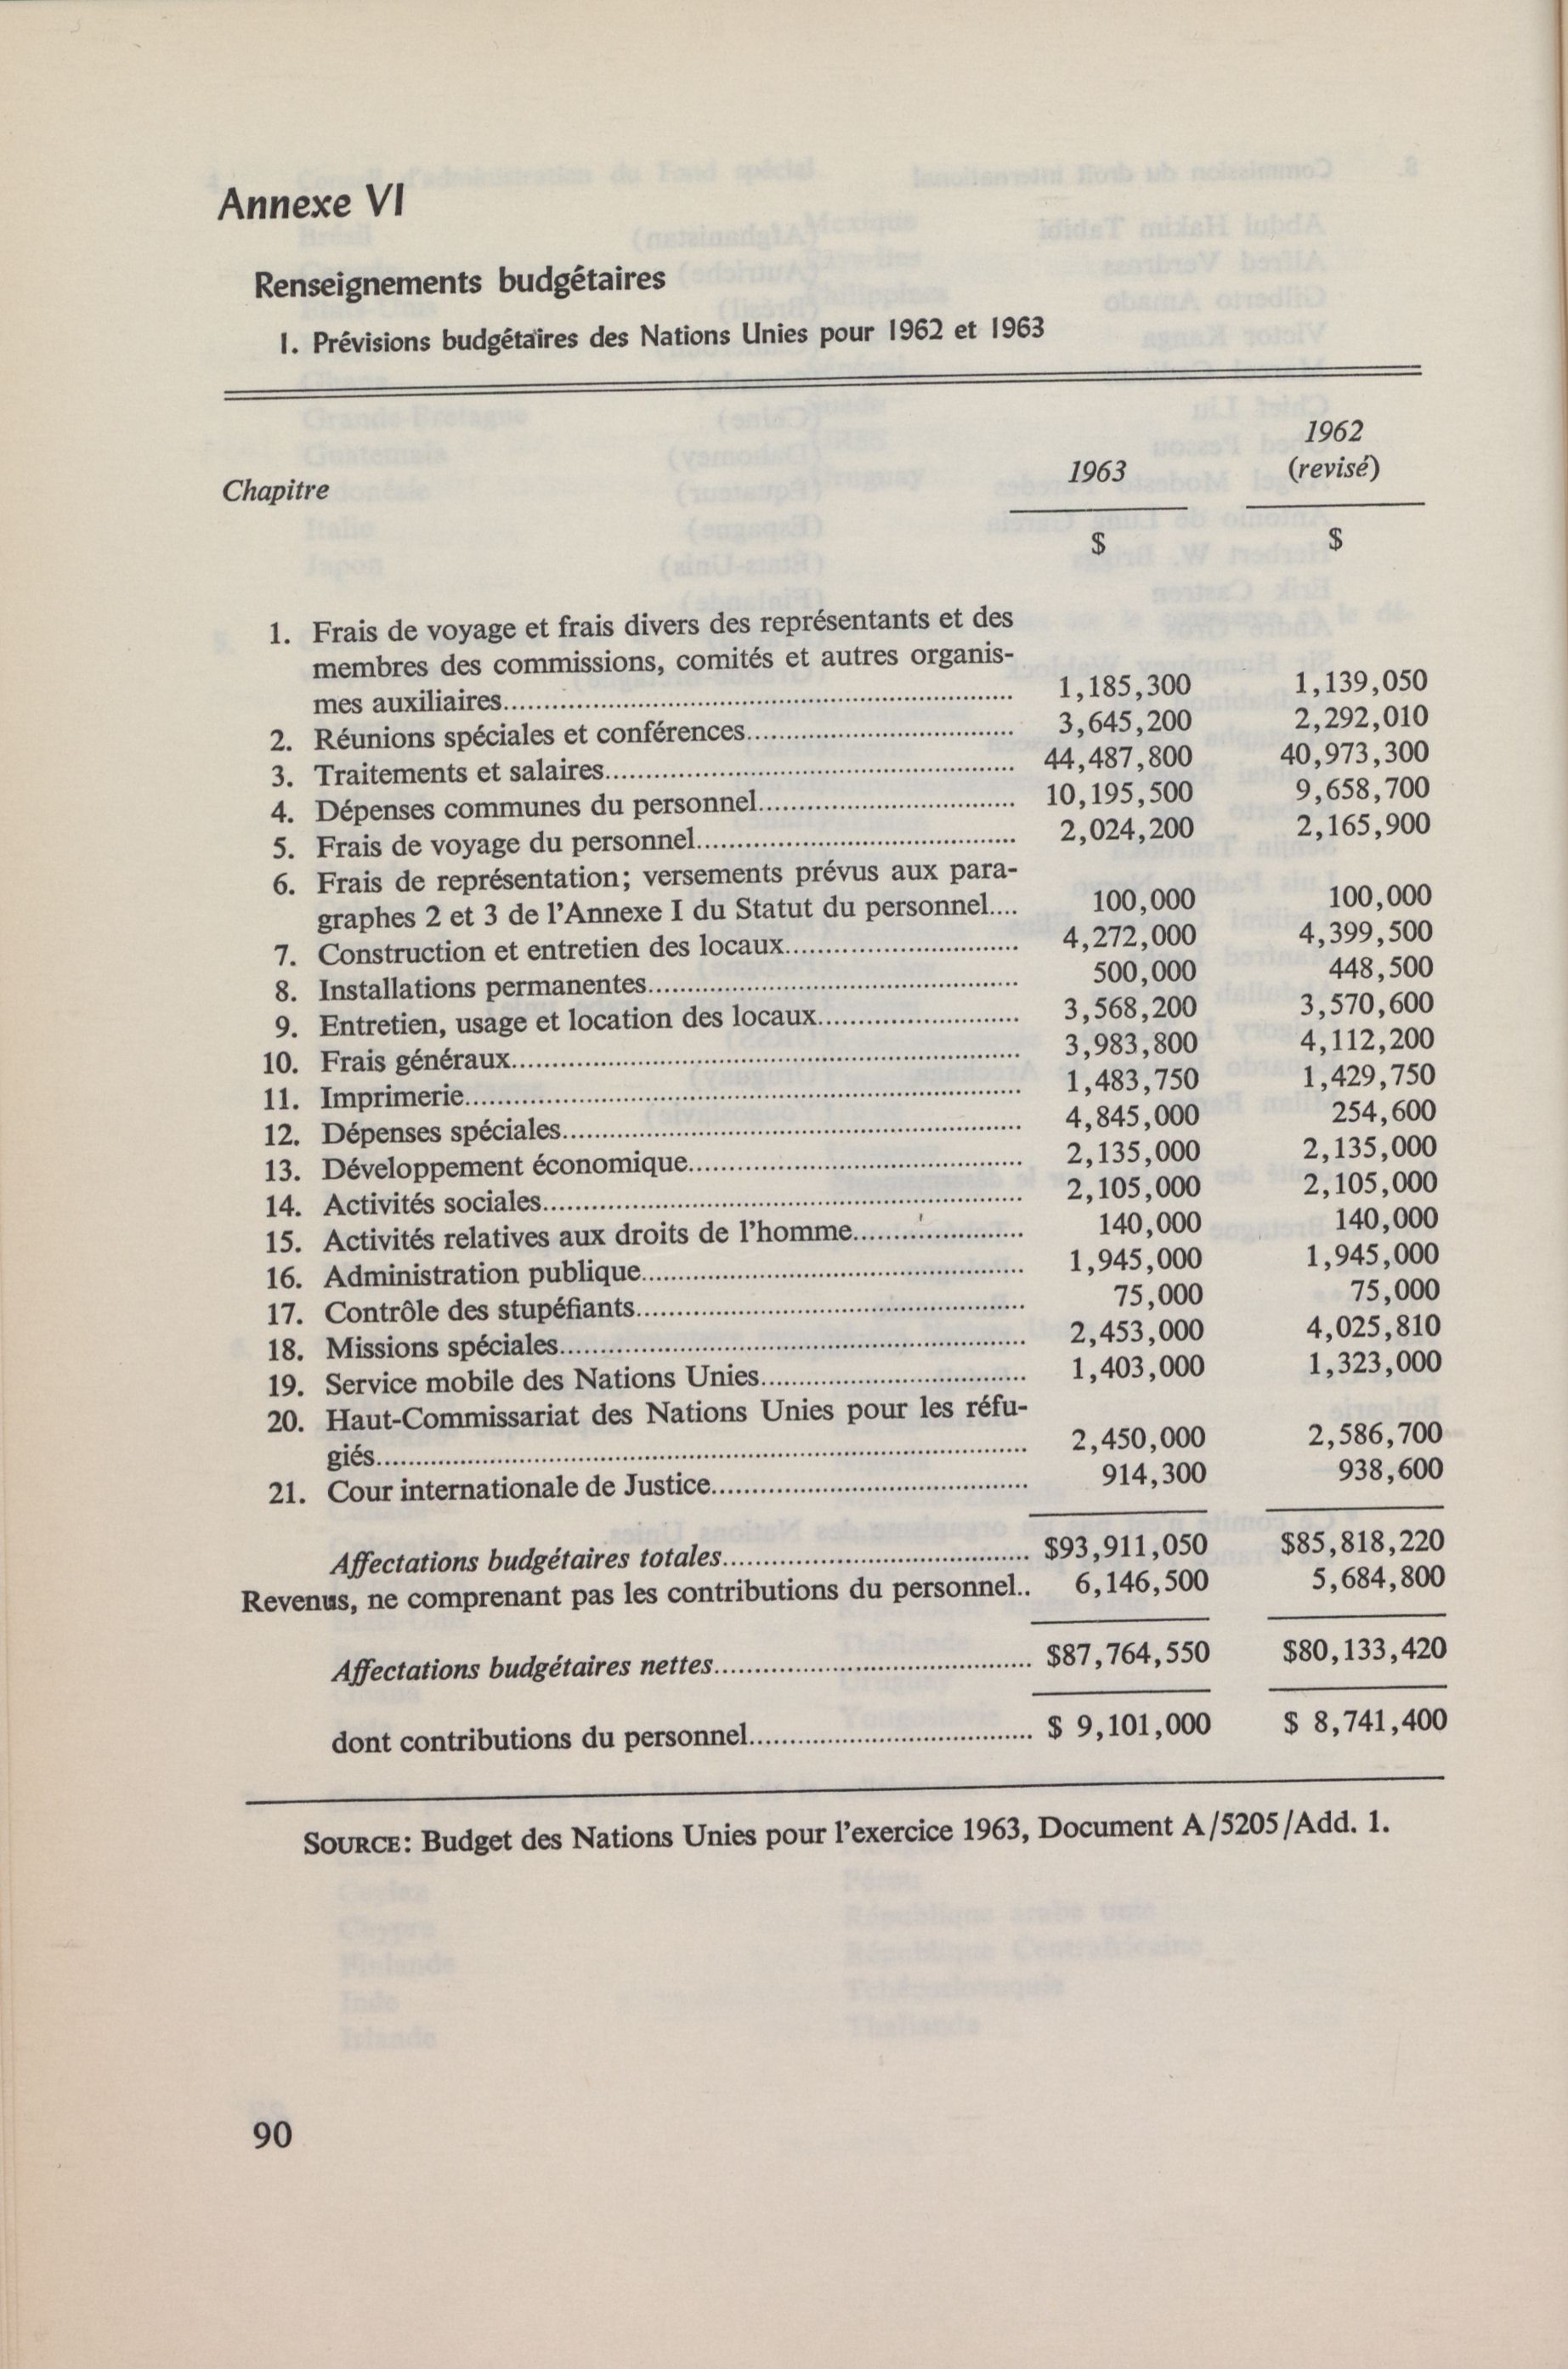 Annexe VI
Renseignements budgétaires
I. Prévisions budgétaires des Nations Unies pour 1962 et 1963
Chapitre 1963 1962 (revisé)
$ $
1. Frais de voyage et frais divers des représentants et des
membres des commissions, comités et autres organis-
mes auxiliaires 1,185,300 1,139,050
2. Réunions spéciales et conférences 3,645,200 2,292,010
3. Traitements et salaires 44,487,800 40,973,300
4. Dépenses communes du personnel 10,195,500 9,658,700
5. Frais de voyage du personnel 2,024,200 2,165,900
6. Frais de représentation; versements prévus aux para-
graphes 2 et 3 de l'Annexe I du Statut du personnel 100,000 100,000
7. Construction et entretien des locaux 4,272,000 4,399,500
8. Installations permanentes 500,000 448,500
9. Entretien, usage et location des locaux 3,568,200 3,570,600
10. Frais généraux 3,983,800 4,112,200
11. Imprimerie 1,483,750 1,429,750
12. Dépenses spéciales 4,845,000 254,600
13. Développement économique 2,135,000 2,135,000
14. Activités sociales 2,105,000 2,105,000
15. Activités relatives aux droits de l'homme 140,000 140,000
16. Administration publique 1,945,000 1,945,000
17. Contrôle des stupéfiants 75,000 75,000
18. Missions spéciales 2,453,000 4,025,810
19. Service mobile des Nations Unies 1,403,000 1,323,000
20. Haut-Commissariat des Nations Unies pour les réfu-
giés 2,450,000 2,586,700
21. Cour internationale de Justice 914,300 938,600
Affectations budgétaires totales $93,911,050 $85,818,220
Revenus, ne comprenant pas les contributions du personnel.. 6,146,500 5,684,800
Affectations budgétaires nettes $87,764,550 $80,133,420
dont contributions du personnel $ 9,101,000 $ 8,741,400
SOURCE: Budget des Nations Unies pour l'exercice 1963, Document A/5205/Add. 1.
90